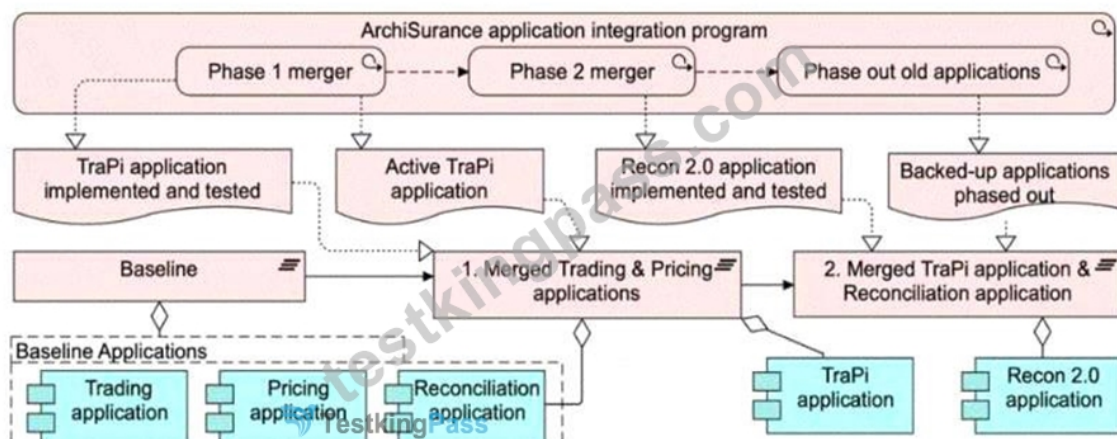 ArchiSurance application integration program
Phase 1 merger
Phase 2 merger
Phase out old applications
TraPi application
implemented and tested
Active TraPi
application
Recon 2.0 application
implemented and tested
Backed-up applications
phased out
Baseline
1. Merged Trading & Pricing
applications
2. Merged TraPi application &
Reconciliation application
Baseline Applications
Trading
application
Pricing
application
Reconciliation
application
TraPi
application
Recon 2.0
application
testkingpass.com
TestkingPass